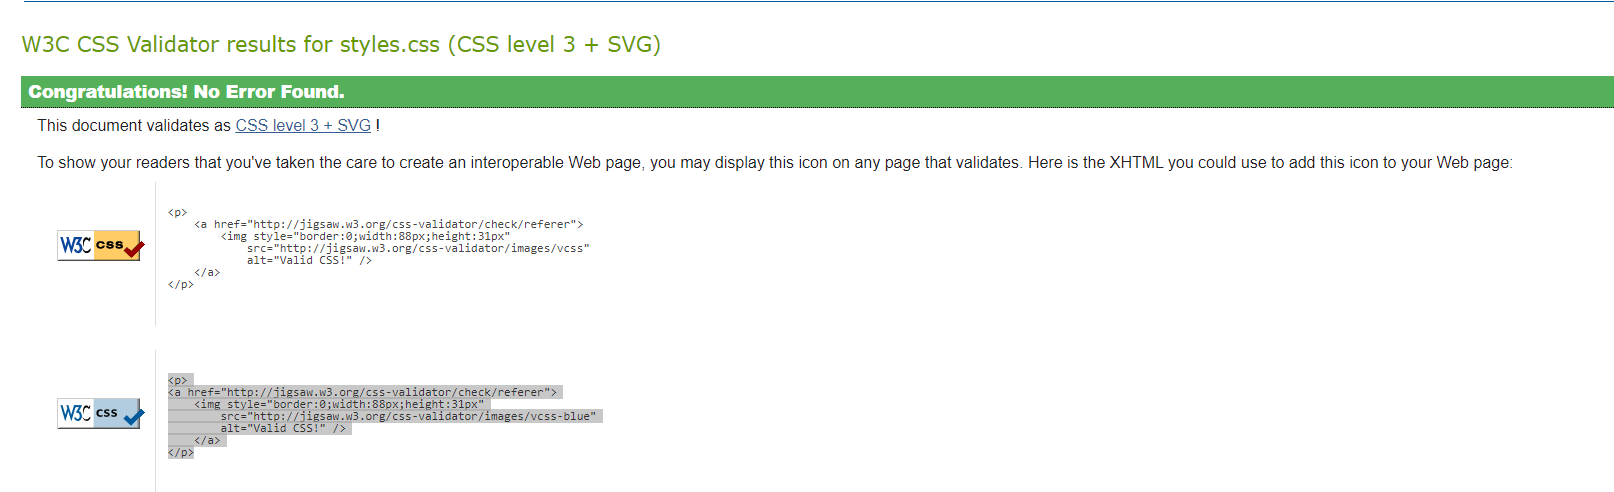 W3C CSS Validator results for styles.css (CSS level 3 + SVG)
Congratulations! No Error Found.
This document validates as CSS level 3 + SVG !
To show your readers that you've taken the care to create an interoperable Web page, you may display this icon on any page that validates. Here is the XHTML you could use to add this icon to your Web page:
W3C css
<p>
    <a href="http://jigsaw.w3.org/css-validator/check/referer">
        <img style="border:0;width:88px;height:31px"
            src="http://jigsaw.w3.org/css-validator/images/vcss"
            alt="Valid CSS!" />
    </a>
</p>
W3C css
<p>
<a href="http://jigsaw.w3.org/css-validator/check/referer">
    <img style="border:0;width:88px;height:31px"
        src="http://jigsaw.w3.org/css-validator/images/vcss-blue"
        alt="Valid CSS!" />
    </a>
</p>